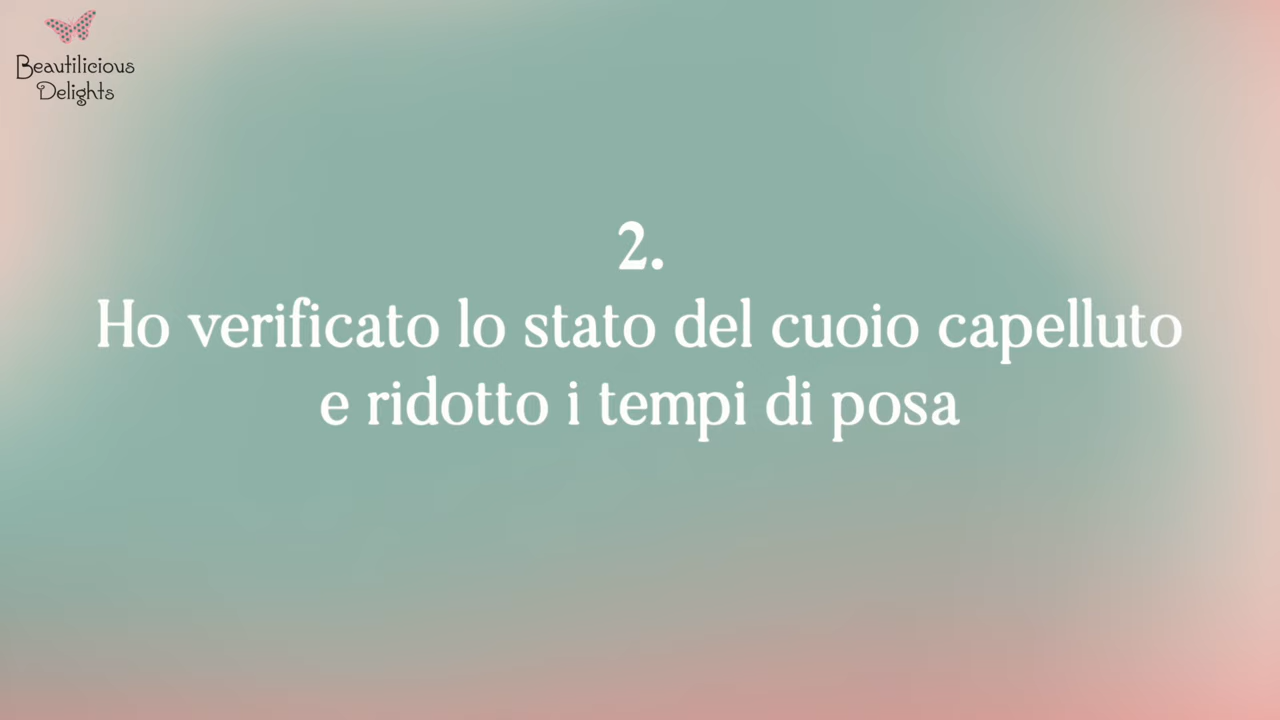 Beautilicious
Delights
2.
Ho verificato lo stato del cuoio capelluto
e ridotto i tempi di posa